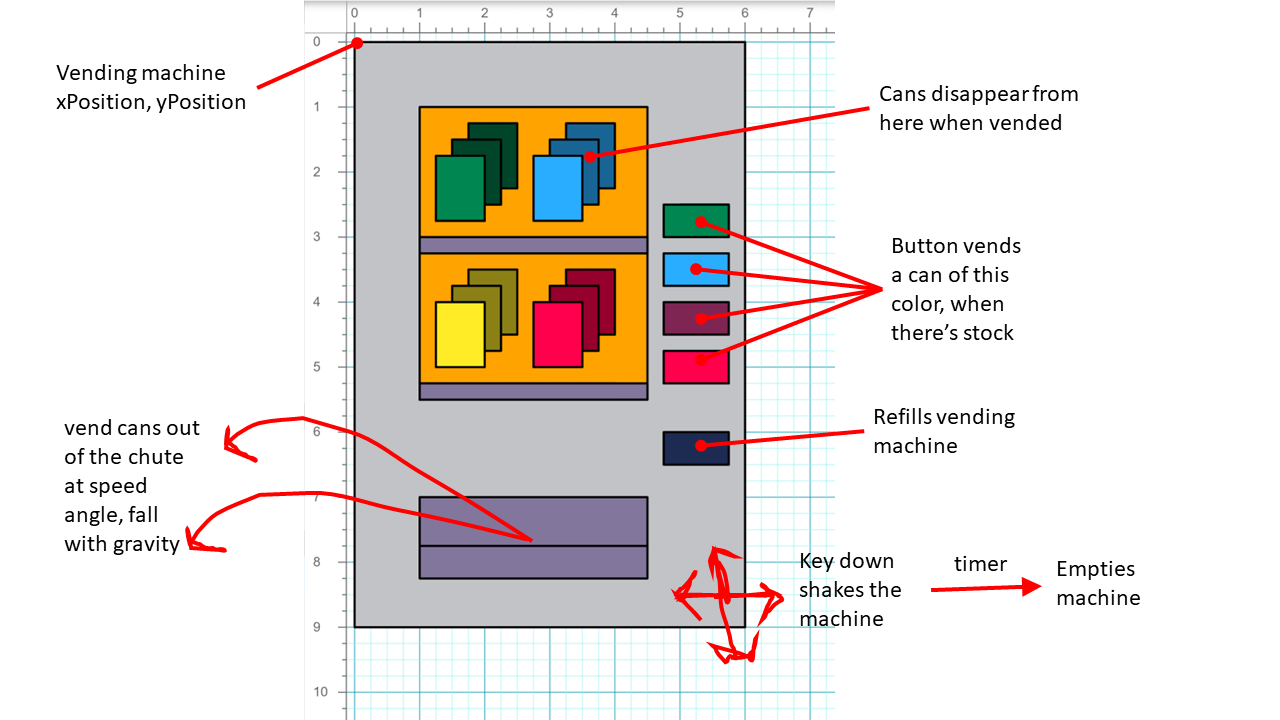 0 1 2 3 4 5 6 7
0
1
2
3
4
5
6
7
8
9
10
Vending machine
xPosition, yPosition
Cans disappear from
here when vended
Button vends
a can of this
color, when
there’s stock
Refills vending
machine
vend cans out
of the chute
at speed
angle, fall
with gravity
Key down
shakes the
machine
timer
Empties
machine